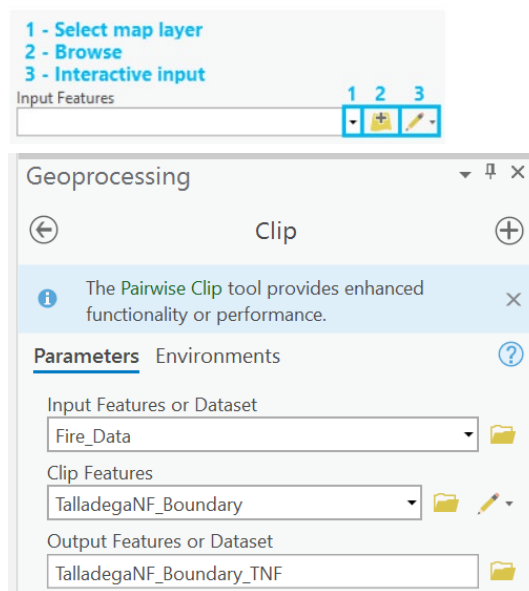 1 - Select map layer
2 - Browse
3 - Interactive input
1 2 3
Input Features
Geoprocessing
Clip
The Pairwise Clip tool provides enhanced
functionality or performance.
Parameters Environments
Input Features or Dataset
Fire_Data
Clip Features
TalladegaNF_Boundary
Output Features or Dataset
TalladegaNF_Boundary_TNF